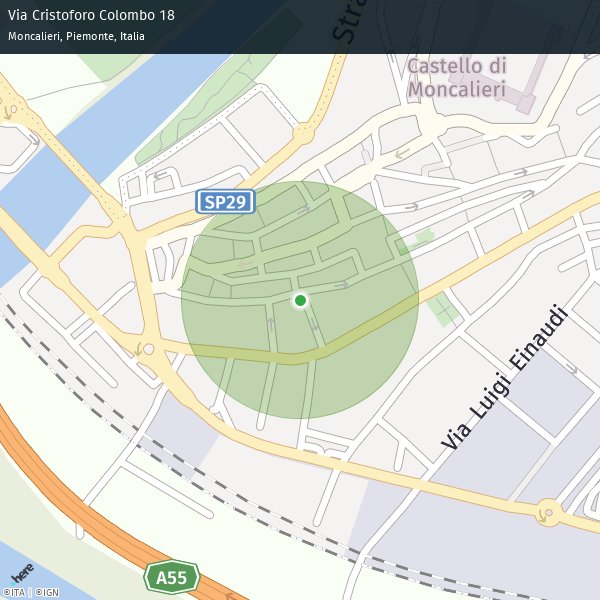 Via Cristoforo Colombo 18
Moncalieri, Piemonte, Italia
Stra
Castello di
Moncalieri
SP29
Via Luigi Einaudi
A55
here
©ITA | ©IGN